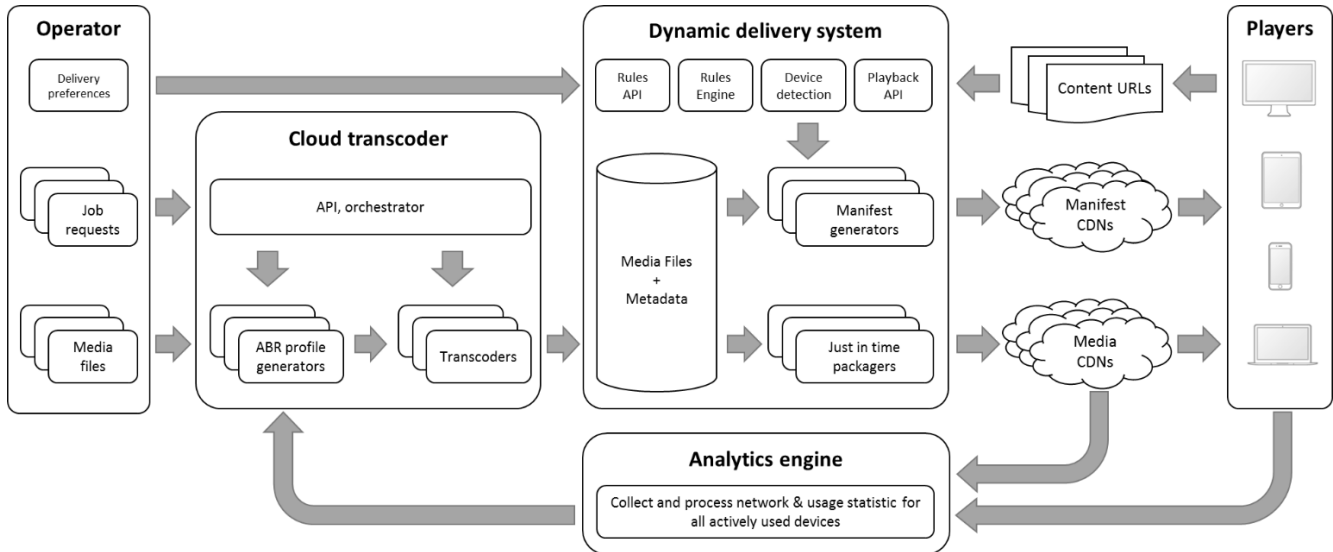 Operator
Delivery
preferences
Job
requests
Media
files
Cloud transcoder
API, orchestrator
ABR profile
generators
Transcoders
Dynamic delivery system
Rules
API
Rules
Engine
Device
detection
Playback
API
Media Files
+
Metadata
Manifest
generators
Just in time
packagers
Content URLs
Manifest
CDNs
Media
CDNs
Players
Analytics engine
Collect and process network & usage statistic for
all actively used devices